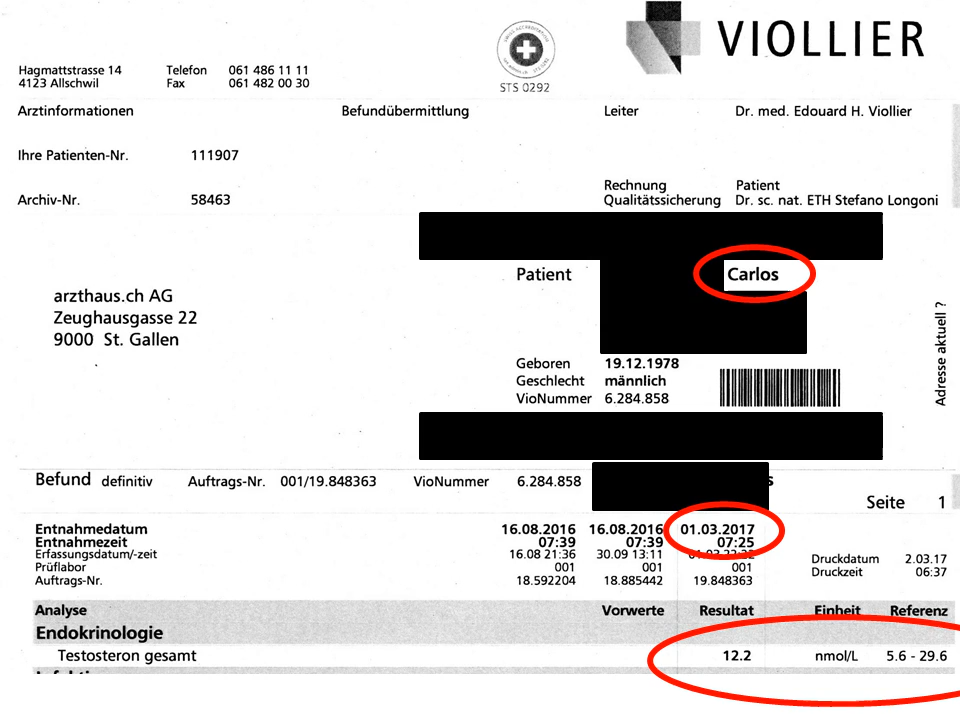 VIOLLIER
SWISS ACCREDITATION
STS 0292
Hagmattstrasse 14 Telefon 061 486 11 11
4123 Allschwil Fax 061 482 00 30
Arztinformationen Befundübermittlung Leiter Dr. med. Edouard H. Viollier
Ihre Patienten-Nr. 111907
Rechnung Patient
Archiv-Nr. 58463 Qualitätssicherung Dr. sc. nat. ETH Stefano Longoni
Patient Carlos
arzthaus.ch AG
Zeughausgasse 22
9000 St. Gallen
Geboren 19.12.1978
Geschlecht männlich
VioNummer 6.284.858
Adresse aktuell ?
Befund definitiv Auftrags-Nr. 001/19.848363 VioNummer 6.284.858
Seite 1
Entnahmedatum 16.08.2016 16.08.2016 01.03.2017
Entnahmezeit 07:39 07:39 07:25
Erfassungsdatum/-zeit 16.08 21:36 30.09 13:11 01.03 22:32
Prüflabor 001 001 001
Auftrags-Nr. 18.592204 18.885442 19.848363
Druckdatum 2.03.17
Druckzeit 06:37
Analyse Vorwerte Resultat Einheit Referenz
Endokrinologie
Testosteron gesamt 12.2 nmol/L 5.6 - 29.6